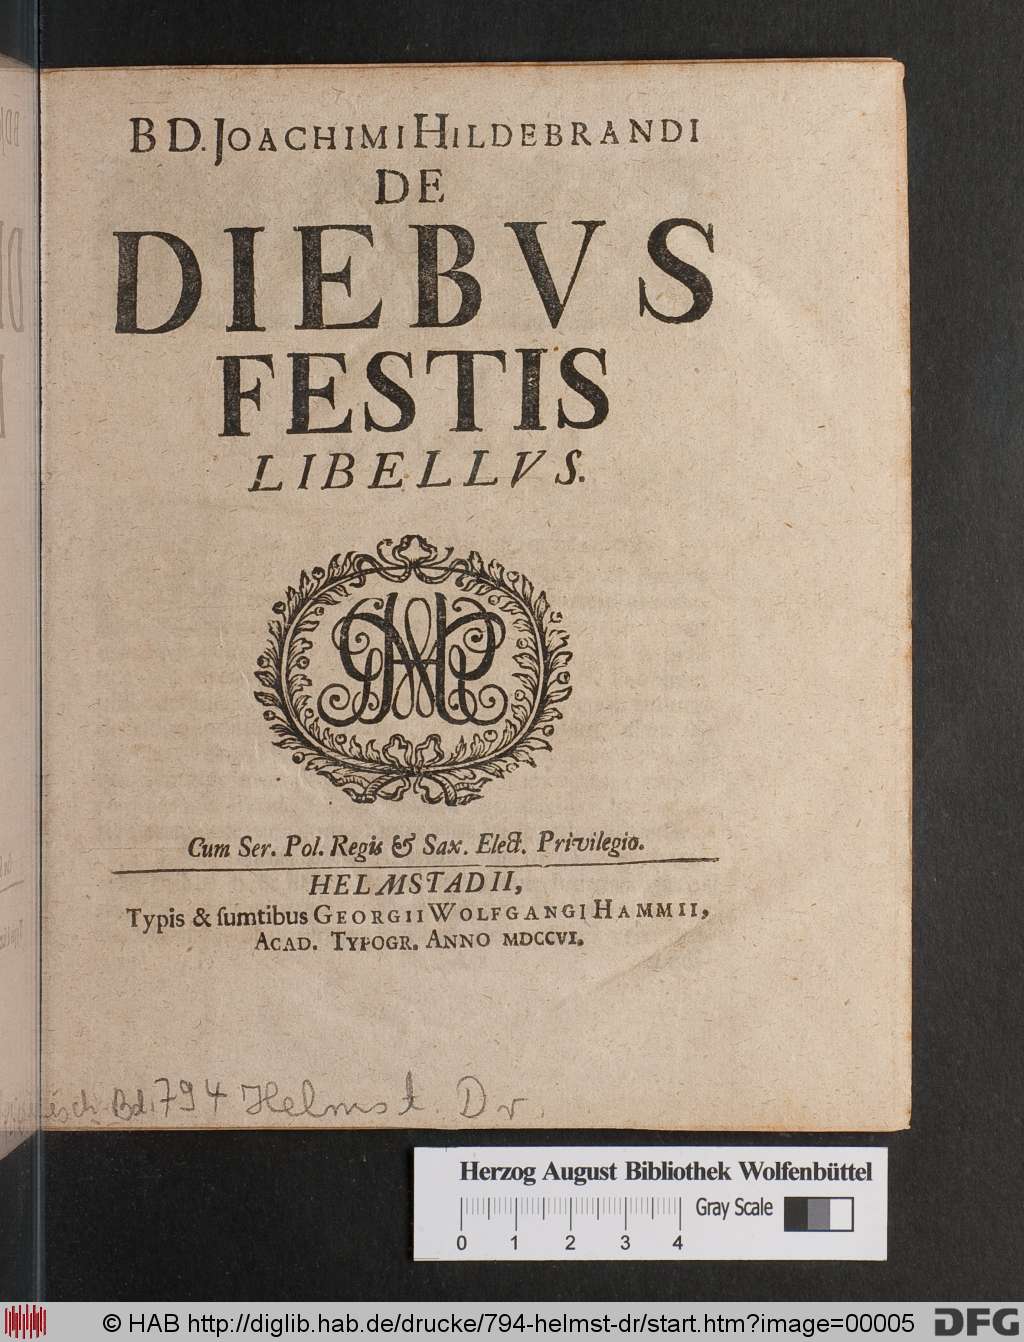 B D. JOACHIMI HILDEBRANDI
DE
DIEBVS
FESTIS
LIBELLVS.
Cum Ser. Pol. Regis & Sax. Elect. Privilegio.
HELMSTADII,
Typis & ſumtibus GEORGII WOLFGANGI HAMMII,
ACAD. TYPOGR. ANNO MDCCVI.
Bd. 794 Helmst. Dr.
Herzog August Bibliothek Wolfenbüttel
Gray Scale
0 1 2 3 4
© HAB http://diglib.hab.de/drucke/794-helmst-dr/start.htm?image=00005
DFG